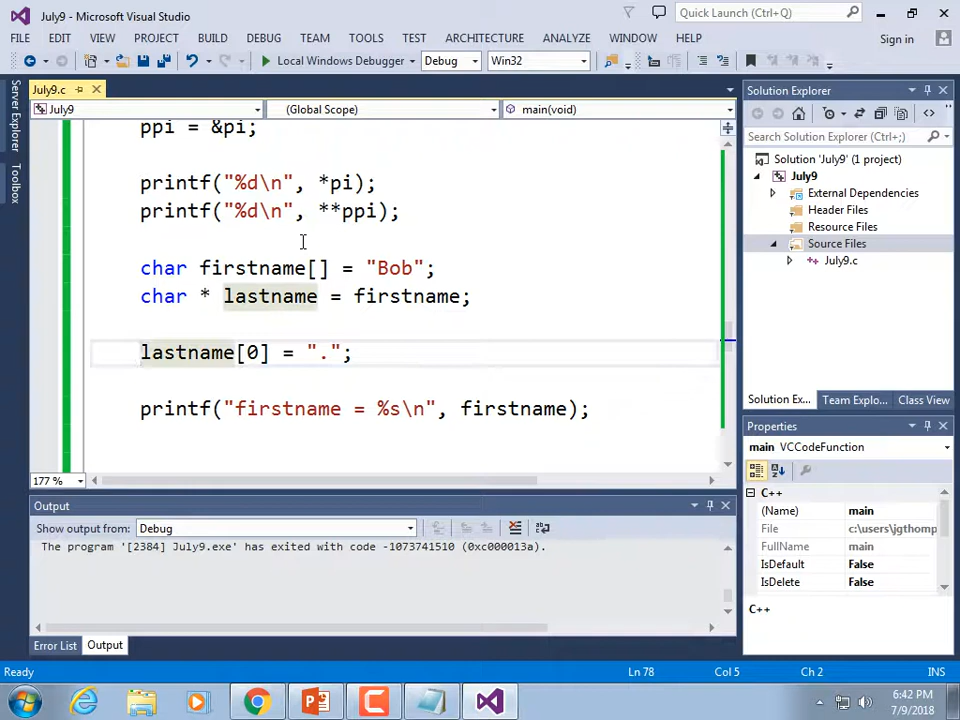 July9 - Microsoft Visual Studio
Quick Launch (Ctrl+Q)
FILE EDIT VIEW PROJECT BUILD DEBUG TEAM TOOLS TEST ARCHITECTURE ANALYZE WINDOW HELP
Sign in
Local Windows Debugger Debug Win32
Server Explorer
Toolbox
July9.c
July9 (Global Scope) main(void)
ppi = &pi;
printf("%d\n", *pi);
printf("%d\n", **ppi);
char firstname[] = "Bob";
char * lastname = firstname;
lastname[0] = ".";
printf("firstname = %s\n", firstname);
177 %
Solution Explorer
Search Solution Explorer (Ctrl+;)
Solution 'July9' (1 project)
July9
External Dependencies
Header Files
Resource Files
Source Files
July9.c
Solution Ex... Team Explo... Class View
Properties
main VCCodeFunction
C++
(Name) main
File c:\users\jgthomp
FullName main
IsDefault False
IsDelete False
C++
Output
Show output from: Debug
The program '[2384] July9.exe' has exited with code -1073741510 (0xc000013a).
Error List Output
Ready Ln 78 Col 5 Ch 2 INS
6:42 PM
7/9/2018